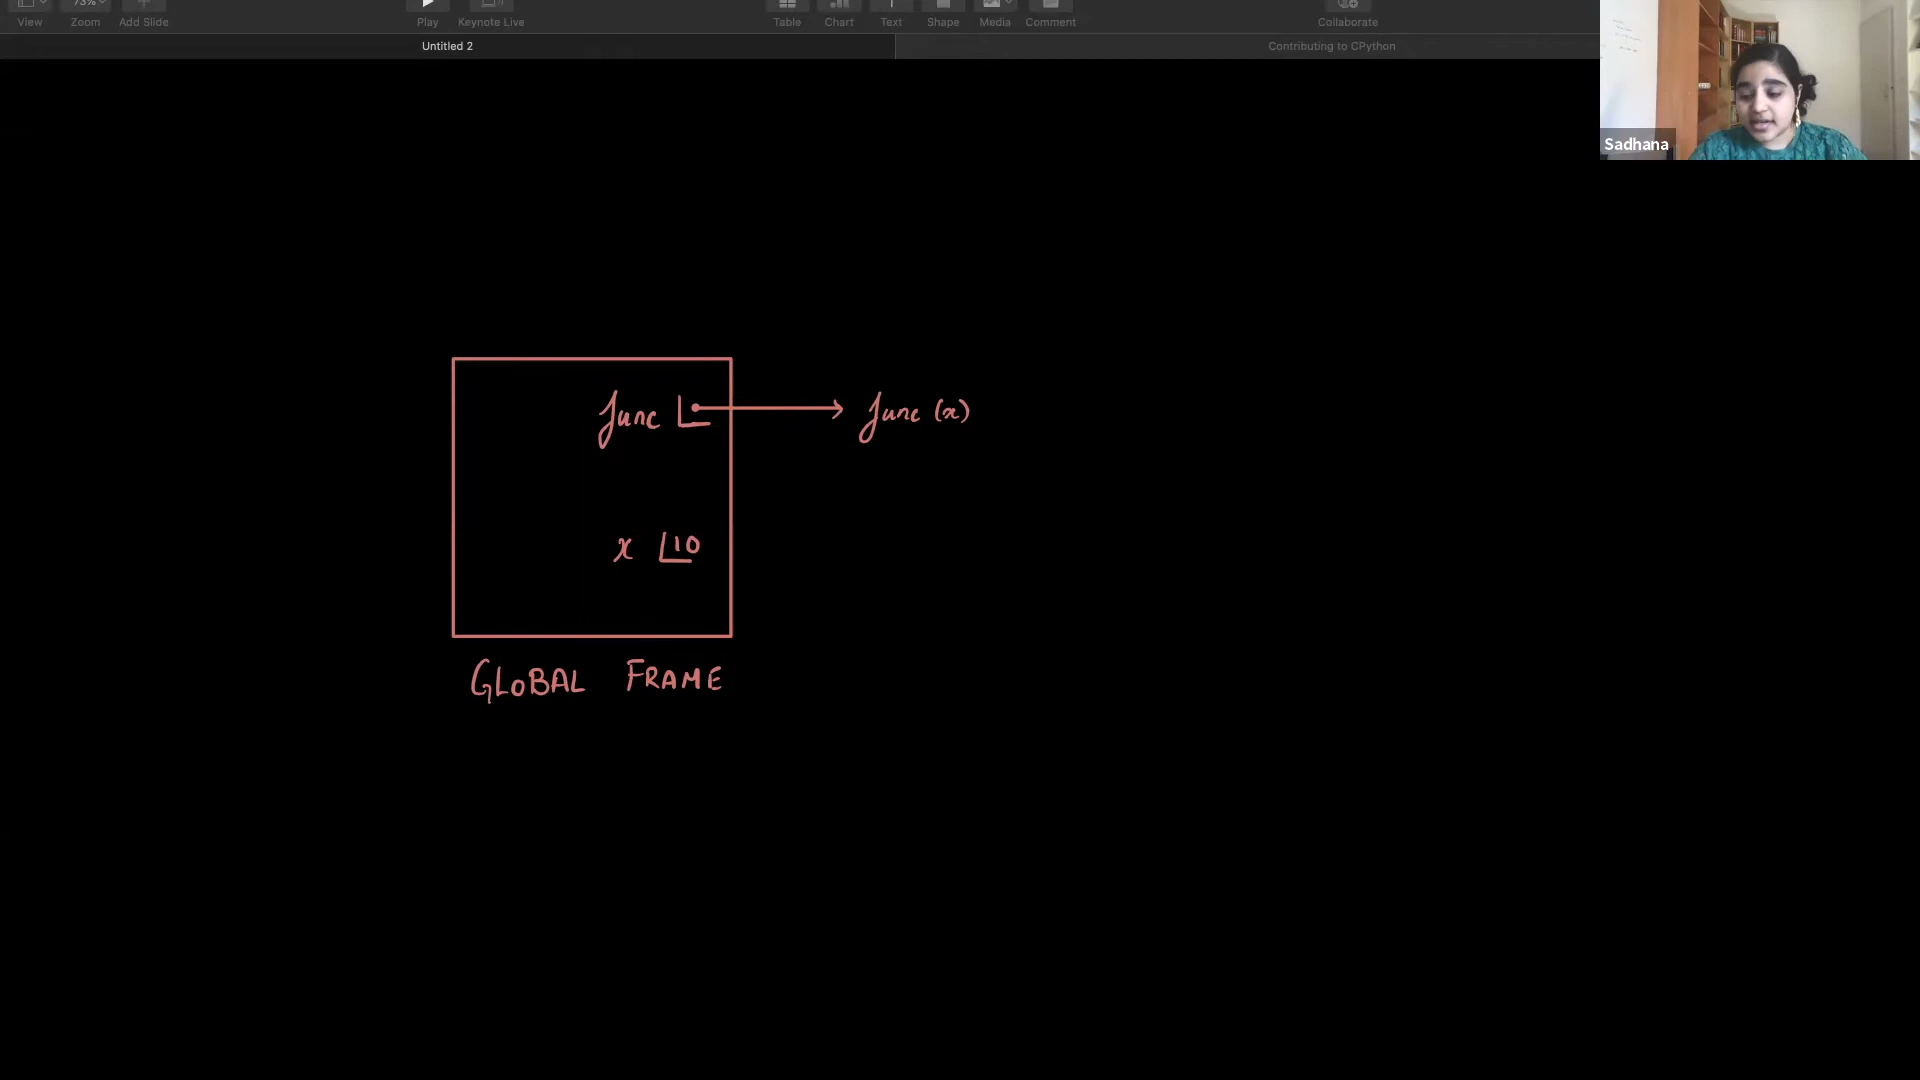 73%
View Zoom Add Slide Play Keynote Live Table Chart Text Shape Media Comment Collaborate
Untitled 2 Contributing to CPython
Sadhana
func func (x)
x 10
GLOBAL FRAME